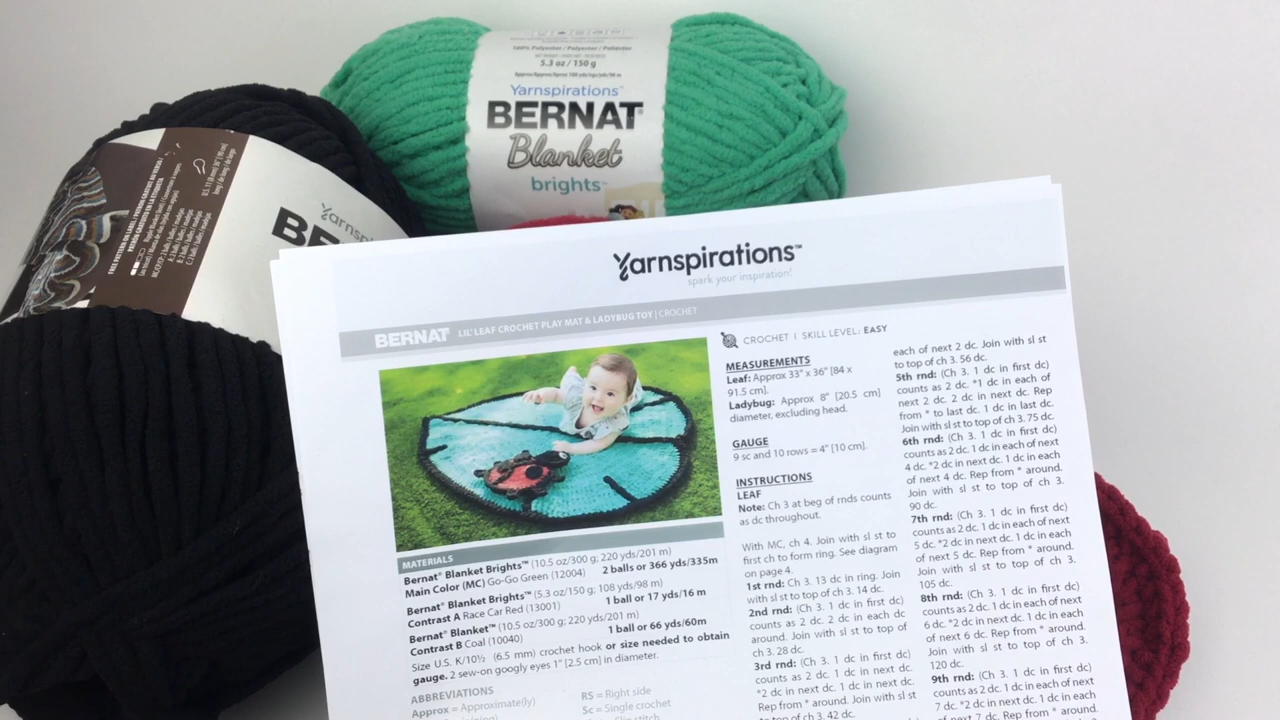 100% Polyester / Polyester / Poliéster
5.3 oz / 150 g
Yarnspirations™
BERNAT®
Blanket
brights™
Yarnspi
BE
Yarnspirations™
spark your inspiration!
BERNAT LIL' LEAF CROCHET PLAY MAT & LADYBUG TOY | CROCHET
MATERIALS
Bernat® Blanket Brights™ (10.5 oz/300 g; 220 yds/201 m)
Main Color (MC) Go-Go Green (12004) 2 balls or 366 yds/335m
Bernat® Blanket Brights™ (5.3 oz/150 g; 108 yds/98 m)
Contrast A Race Car Red (13001) 1 ball or 17 yds/16 m
Bernat® Blanket™ (10.5 oz/300 g; 220 yds/201 m)
Contrast B Coal (10040) 1 ball or 66 yds/60m
Size U.S. K/10½ (6.5 mm) crochet hook or size needed to obtain
gauge. 2 sew-on googly eyes 1" [2.5 cm] in diameter.
ABBREVIATIONS
Approx = Approximate(ly)
RS = Right side
Sc = Single crochet
CROCHET | SKILL LEVEL: EASY
MEASUREMENTS
Leaf: Approx 33" x 36" [84 x
91.5 cm].
Ladybug: Approx 8" [20.5 cm]
diameter, excluding head.
GAUGE
9 sc and 10 rows = 4" [10 cm].
INSTRUCTIONS
LEAF
Note: Ch 3 at beg of rnds counts
as dc throughout.
With MC, ch 4. Join with sl st to
first ch to form ring. See diagram
on page 4.
1st rnd: Ch 3. 13 dc in ring. Join
with sl st to top of ch 3. 14 dc.
2nd rnd: (Ch 3. 1 dc in first dc)
counts as 2 dc. 2 dc in each dc
around. Join with sl st to top of
ch 3. 28 dc.
3rd rnd: (Ch 3. 1 dc in first dc)
counts as 2 dc. 1 dc in next dc.
*2 dc in next dc. 1 dc in next dc.
Rep from * around. Join with sl st
to top of ch 3. 42 dc.
each of next 2 dc. Join with sl st
to top of ch 3. 56 dc.
5th rnd: (Ch 3. 1 dc in first dc)
counts as 2 dc. *1 dc in each of
next 2 dc. 2 dc in next dc. Rep
from * to last dc. 1 dc in last dc.
Join with sl st to top of ch 3. 75 dc.
6th rnd: (Ch 3. 1 dc in first dc)
counts as 2 dc. 1 dc in each of next
4 dc. *2 dc in next dc. 1 dc in each
of next 4 dc. Rep from * around.
Join with sl st to top of ch 3.
90 dc.
7th rnd: (Ch 3. 1 dc in first dc)
counts as 2 dc. 1 dc in each of next
5 dc. *2 dc in next dc. 1 dc in each
of next 5 dc. Rep from * around.
Join with sl st to top of ch 3.
105 dc.
8th rnd: (Ch 3. 1 dc in first dc)
counts as 2 dc. 1 dc in each of next
6 dc. *2 dc in next dc. 1 dc in each
of next 6 dc. Rep from * around.
Join with sl st to top of ch 3.
120 dc.
9th rnd: (Ch 3. 1 dc in first dc)
counts as 2 dc. 1 dc in each of next
7 dc. *2 dc in next dc. 1 dc in each
of next 7 dc. Rep from * around.